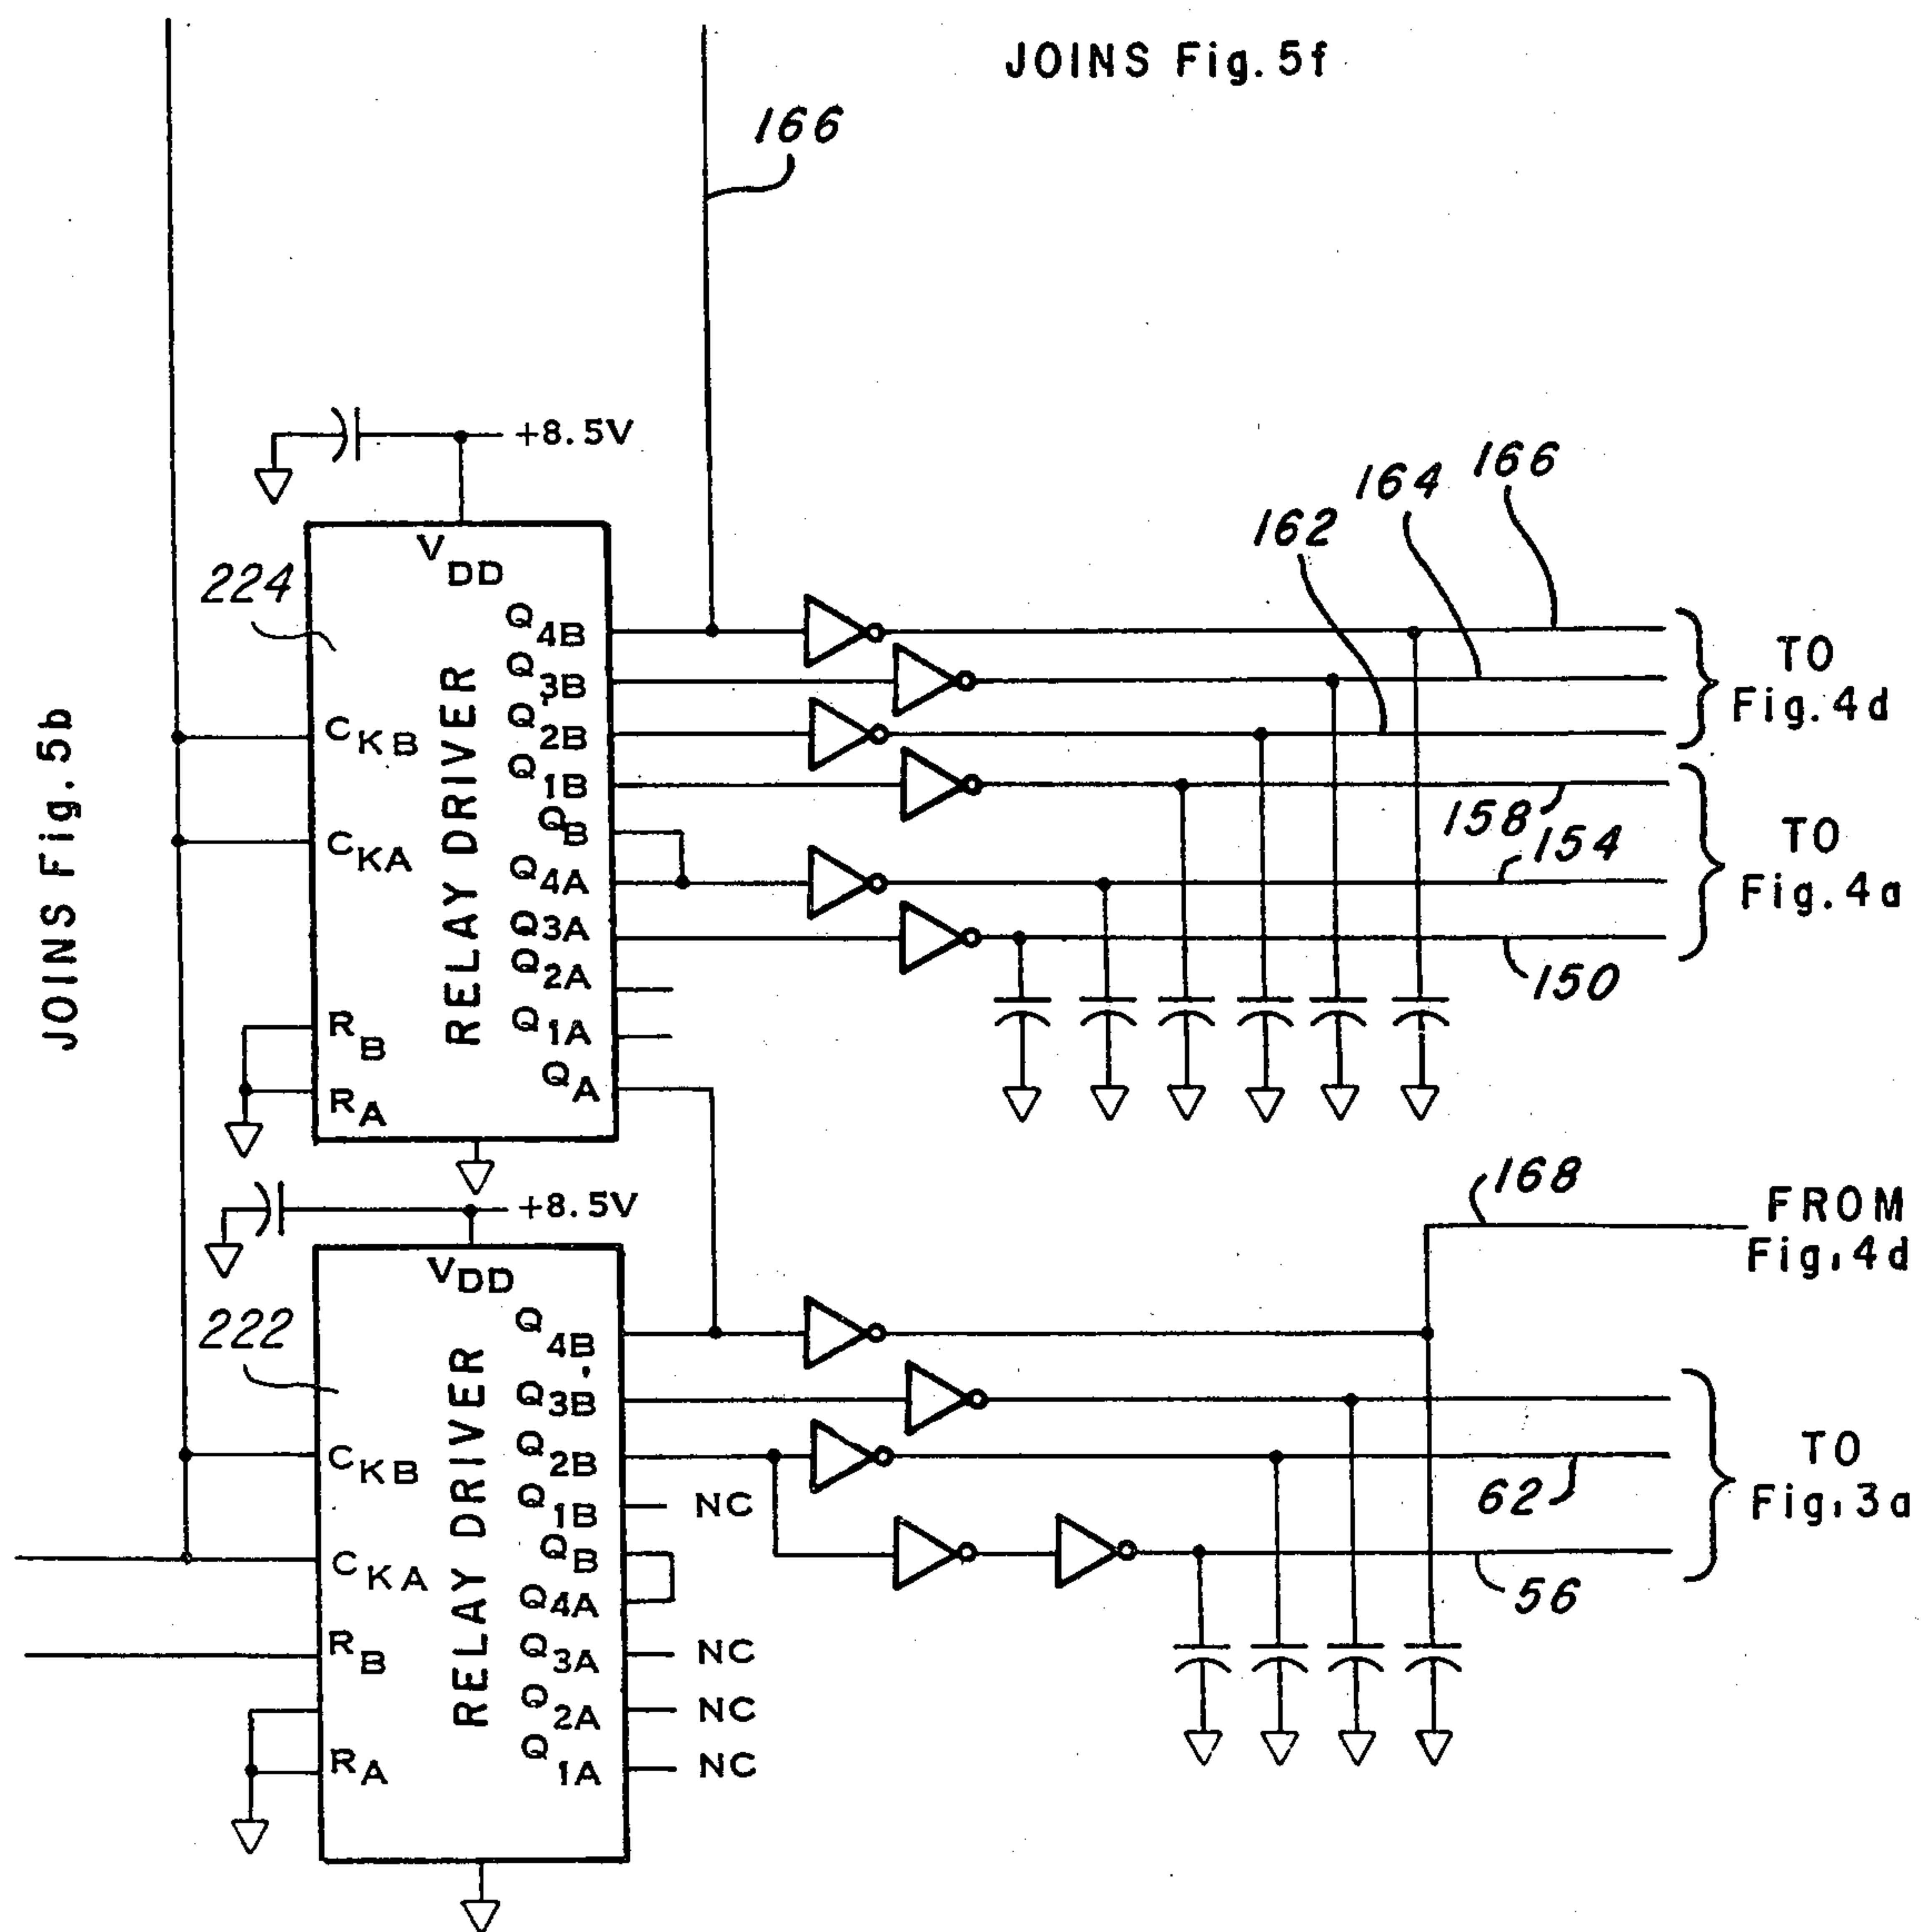 JOINS Fig. 5f
166
JOINS Fig. 5b
+8.5V
224
V DD
RELAY DRIVER
CKB
CKA
RB
RA
Q4B
Q3B
Q2B
Q1B
QB
Q4A
Q3A
Q2A
Q1A
QA
162
164
166
TO
Fig. 4d
158
154
150
TO
Fig. 4a
+8.5V
222
VDD
RELAY DRIVER
CKB
CKA
RB
RA
Q4B
Q3B
Q2B
Q1B
NC
QB
Q4A
Q3A
NC
Q2A
NC
Q1A
NC
168
FROM
Fig. 4d
62
56
TO
Fig. 3a